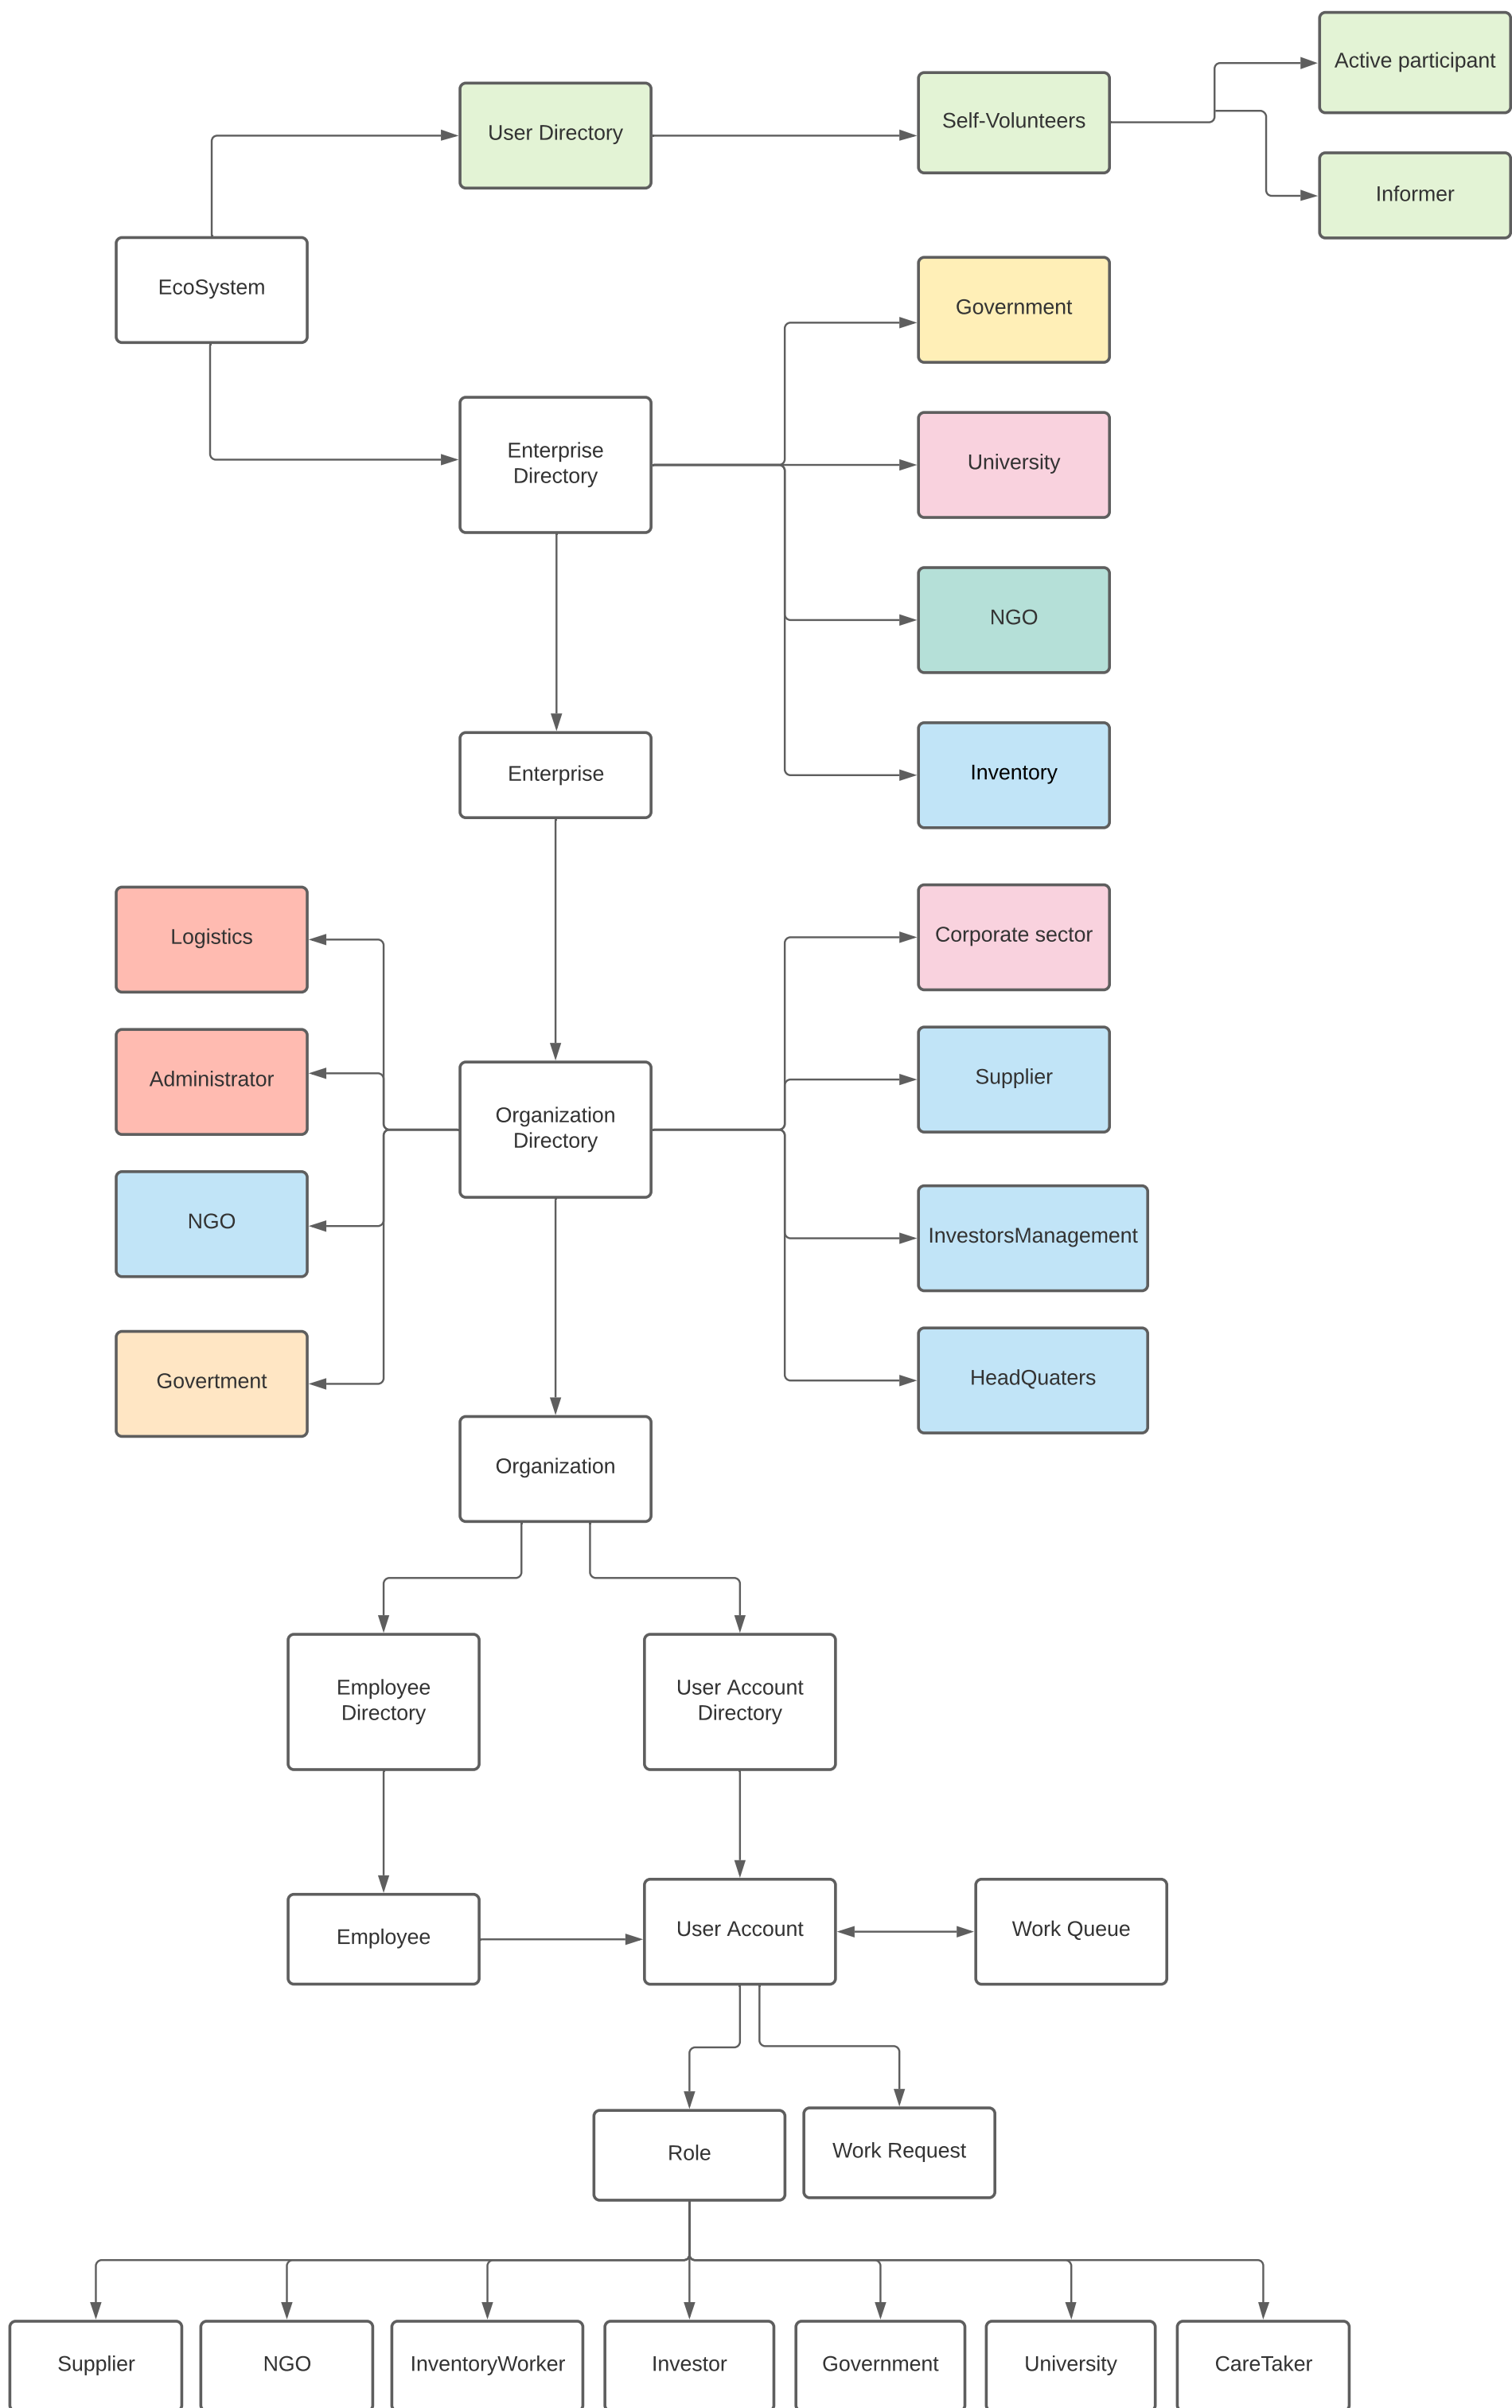 Active participant
User Directory
Self-Volunteers
Informer
EcoSystem
Government
Enterprise
Directory
University
NGO
Enterprise
Inventory
Logistics
Corporate sector
Administrator
Organization
Directory
Supplier
NGO
InvestorsManagement
Govertment
HeadQuaters
Organization
Employee
Directory
User Account
Directory
Employee
User Account
Work Queue
Role
Work Request
Supplier
NGO
InventoryWorker
Investor
Government
University
CareTaker